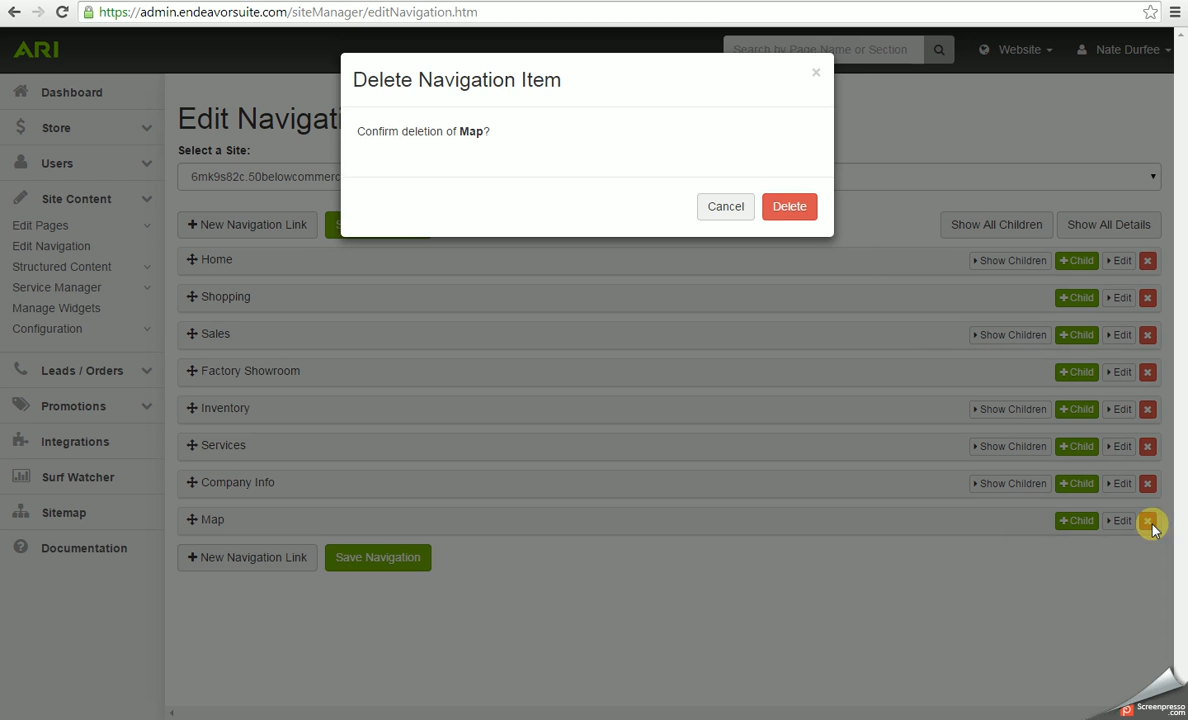 https://admin.endeavorsuite.com/siteManager/editNavigation.htm
ARI
Search by Page Name or Section
Website
Nate Durfee
Dashboard
Store
Users
Site Content
Edit Pages
Edit Navigation
Structured Content
Service Manager
Manage Widgets
Configuration
Leads / Orders
Promotions
Integrations
Surf Watcher
Sitemap
Documentation
Delete Navigation Item
×
Confirm deletion of Map?
Cancel
Delete
Edit Navigati
Select a Site:
6mk9s82c.50belowcommerc
New Navigation Link
Show All Children
Show All Details
Home
Show Children
Child
Edit
Shopping
Child
Edit
Sales
Show Children
Child
Edit
Factory Showroom
Child
Edit
Inventory
Show Children
Child
Edit
Services
Show Children
Child
Edit
Company Info
Show Children
Child
Edit
Map
Child
Edit
New Navigation Link
Save Navigation
Screenpresso
.com